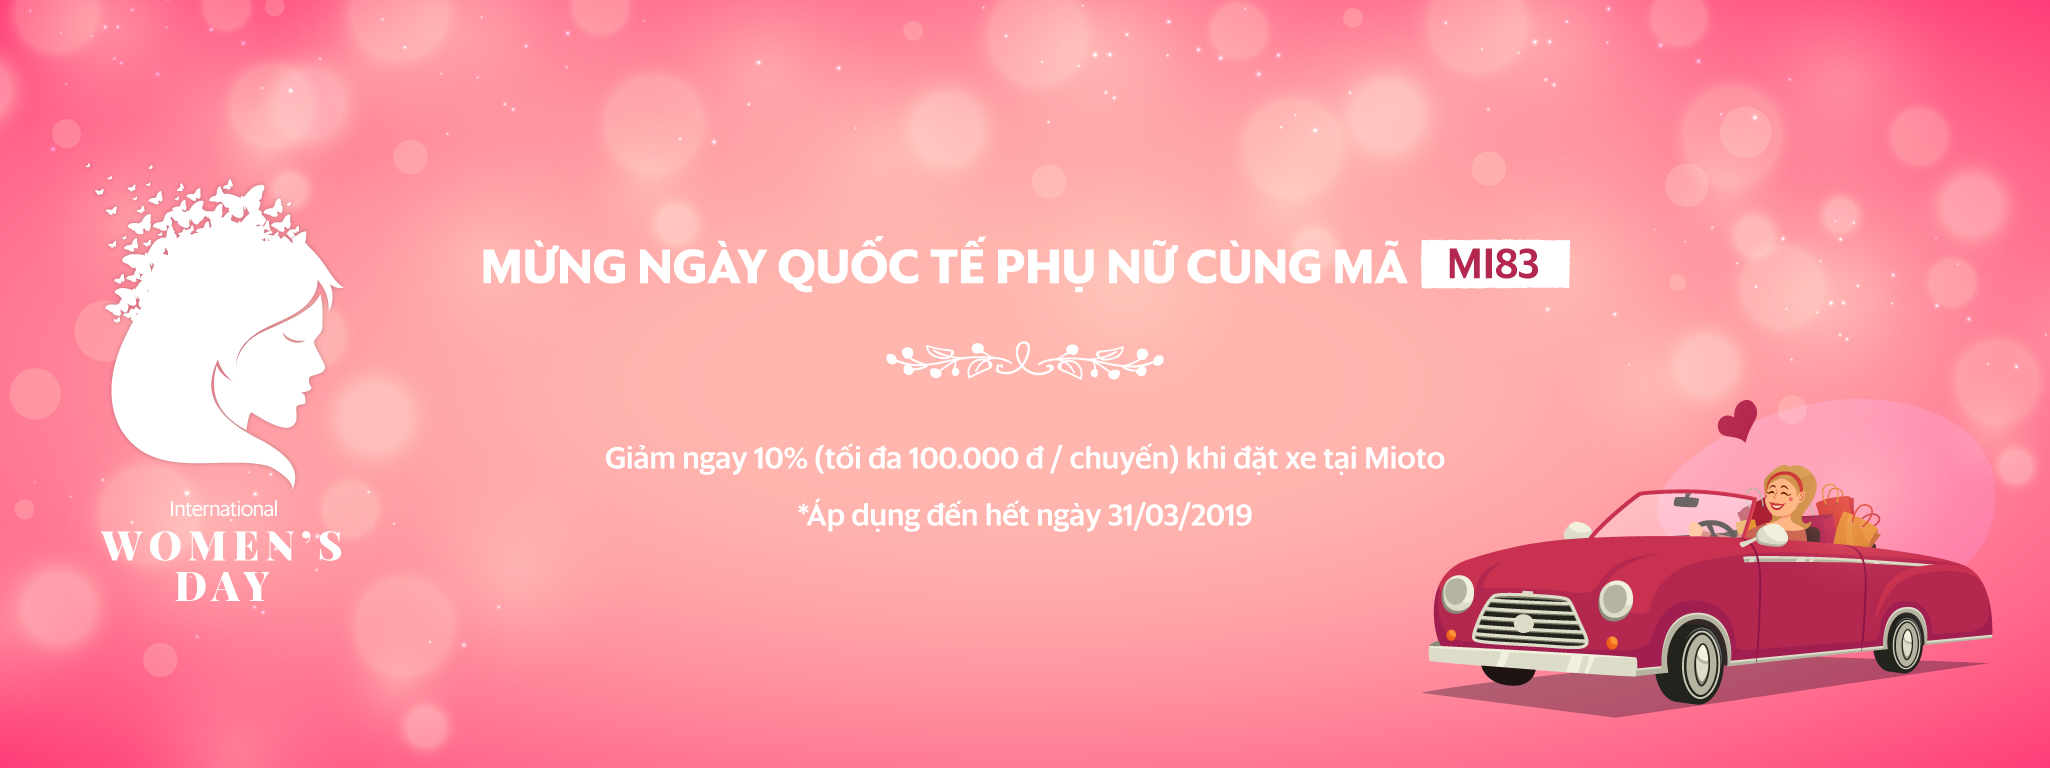 MỪNG NGÀY QUỐC TẾ PHỤ NỮ CÙNG MÃ MI83
Giảm ngay 10% (tối đa 100.000 đ / chuyến) khi đặt xe tại Mioto
*Áp dụng đến hết ngày 31/03/2019
International
WOMEN'S
DAY